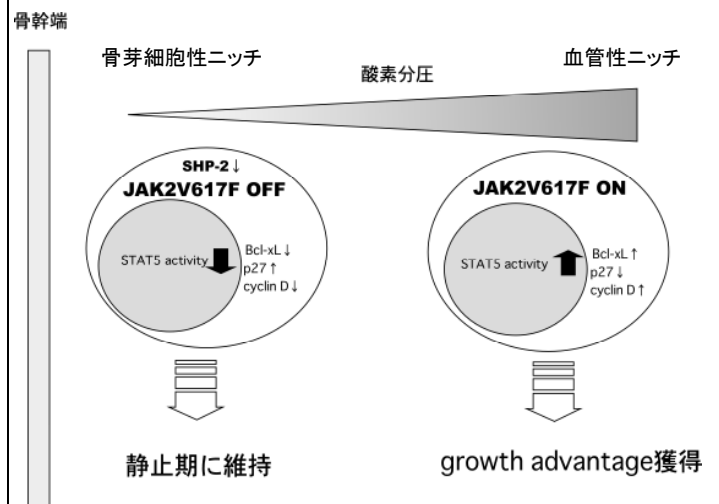 骨幹端
骨芽細胞性ニッチ
血管性ニッチ
酸素分圧
SHP-2↓
JAK2V617F OFF
STAT5 activity
Bcl-xL↓
p27↑
cyclin D↓
JAK2V617F ON
STAT5 activity
Bcl-xL↑
p27↓
cyclin D↑
静止期に維持
growth advantage獲得